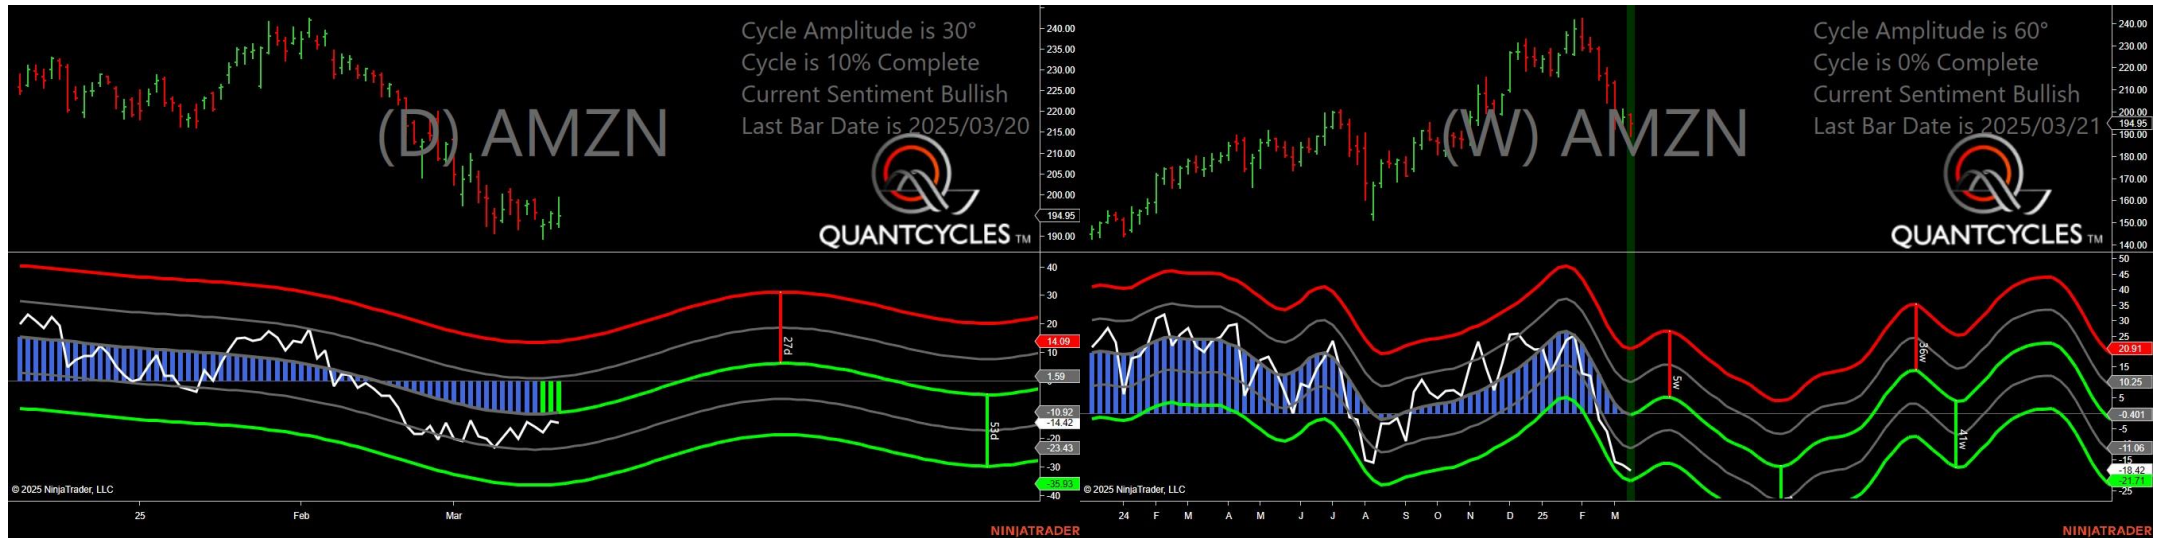 Cycle Amplitude is 30°
Cycle is 10% Complete
Current Sentiment Bullish
Last Bar Date is 2025/03/20
(D) AMZN
QUANTCYCLES TM
240.00
235.00
230.00
225.00
220.00
215.00
210.00
205.00
200.00
194.95
190.00
40
30
20
14.09
10
1.59
-10.92
-14.42
-20
-23.43
-30
-35.93
-40
27d
53d
© 2025 NinjaTrader, LLC
25
Feb
Mar
NINJATRADER
Cycle Amplitude is 60°
Cycle is 0% Complete
Current Sentiment Bullish
Last Bar Date is 2025/03/21
(W) AMZN
QUANTCYCLES TM
240.00
230.00
220.00
210.00
200.00
194.95
190.00
180.00
170.00
160.00
150.00
140.00
50
45
40
35
30
25
20.91
15
10.25
5
-0.401
-5
-11.06
-15
-18.42
-21.71
-25
5w
36w
41w
© 2025 NinjaTrader, LLC
24 F M A M J J A S O N D 25 F M
NINJATRADER